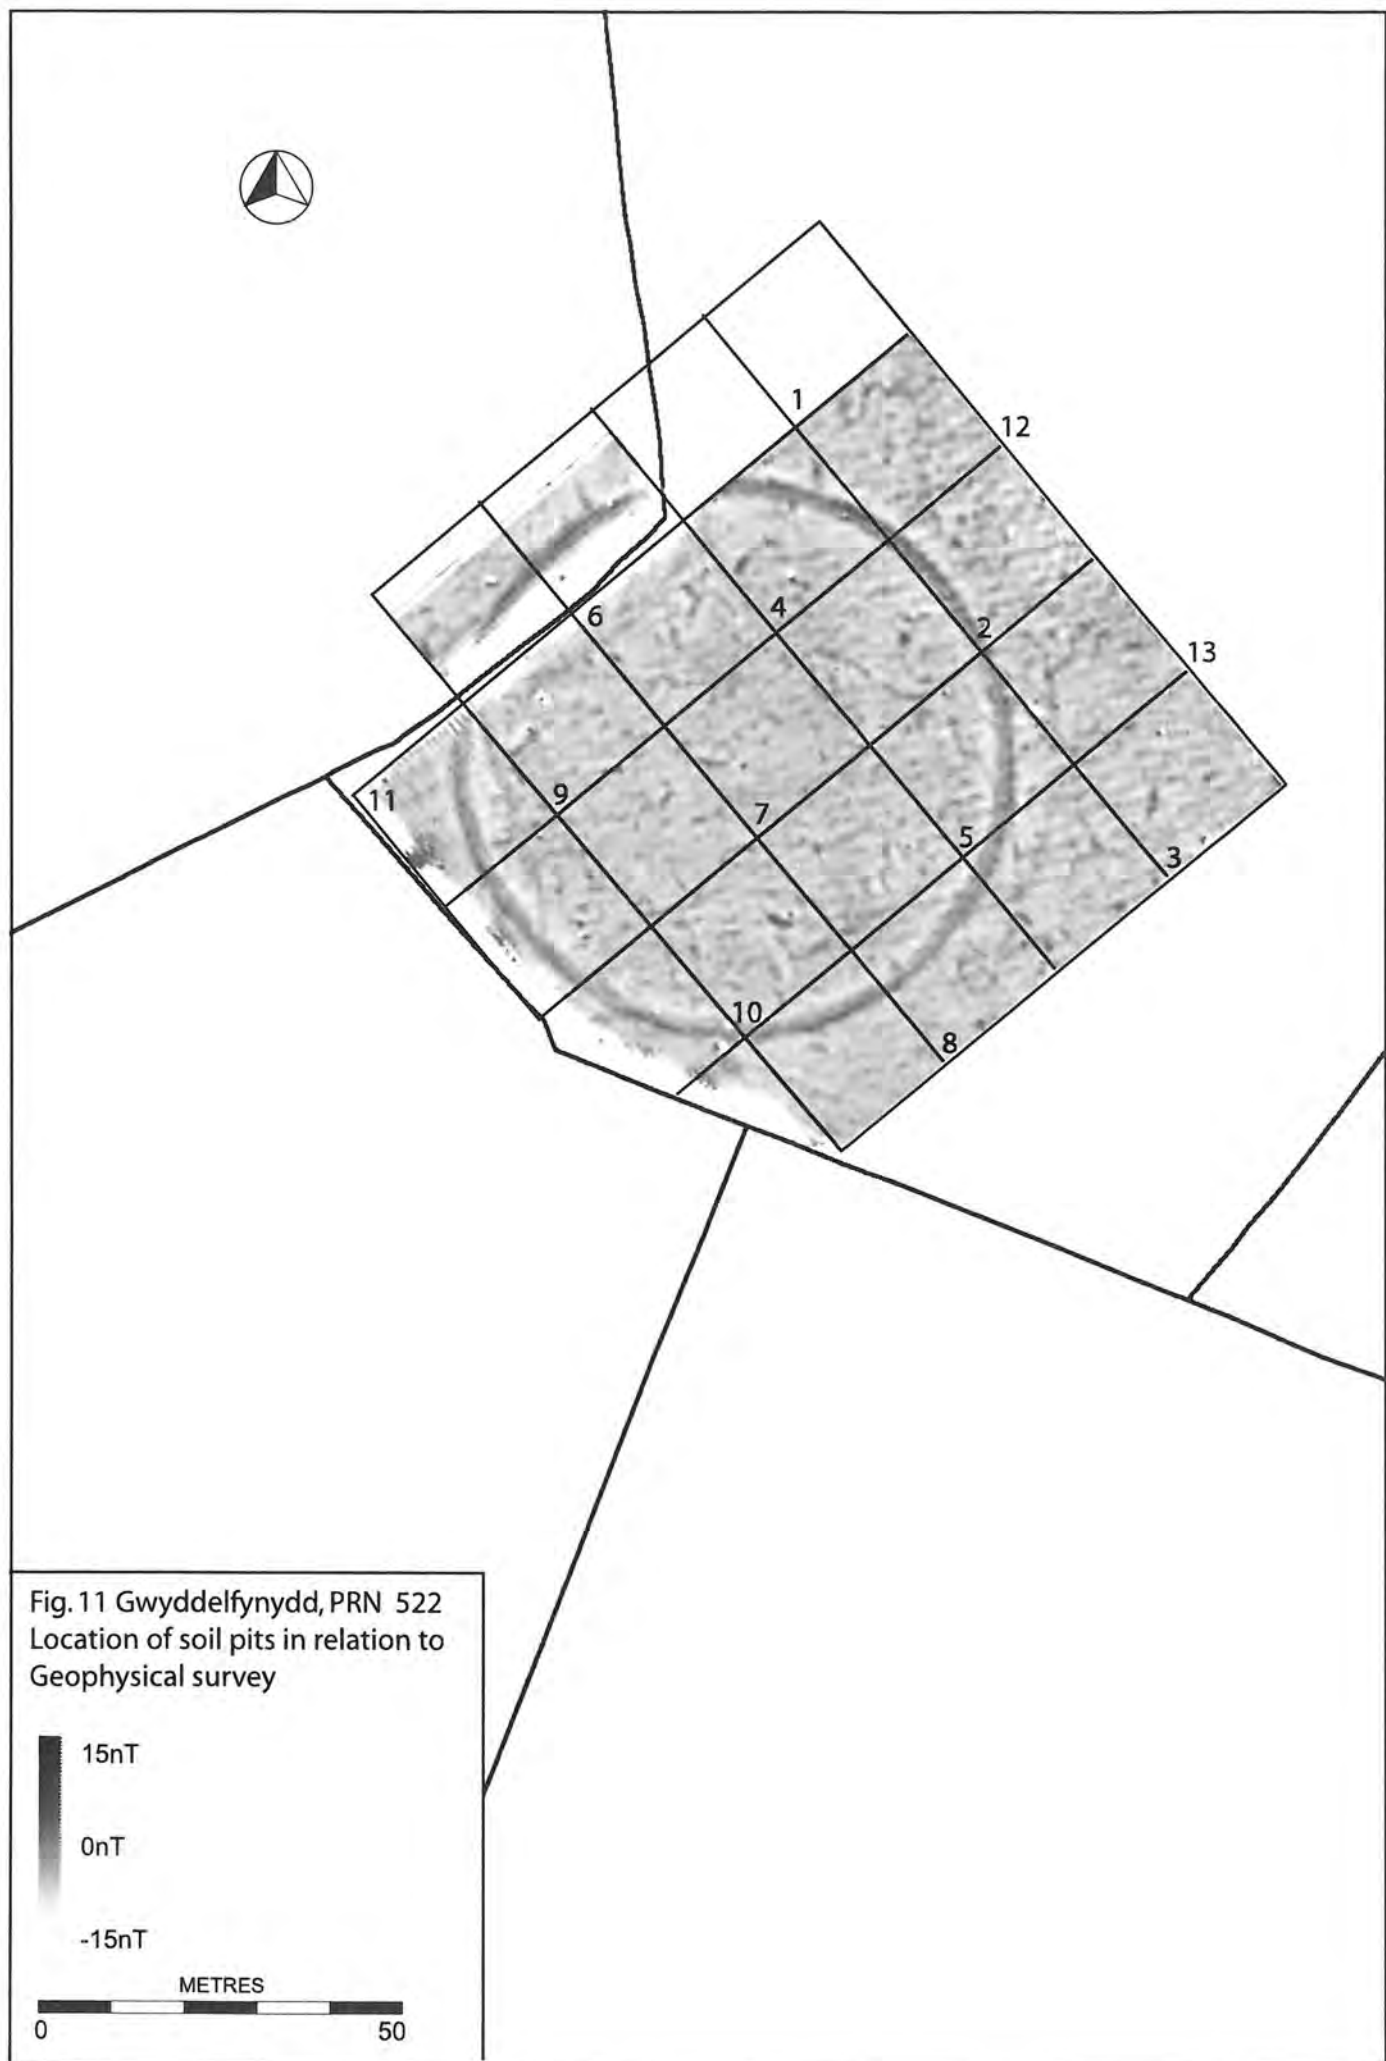 1
12
6
4
2
13
11
9
7
5
3
10
8
Fig. 11 Gwyddelfynydd, PRN 522
Location of soil pits in relation to
Geophysical survey
15nT
0nT
-15nT
METRES
0 50